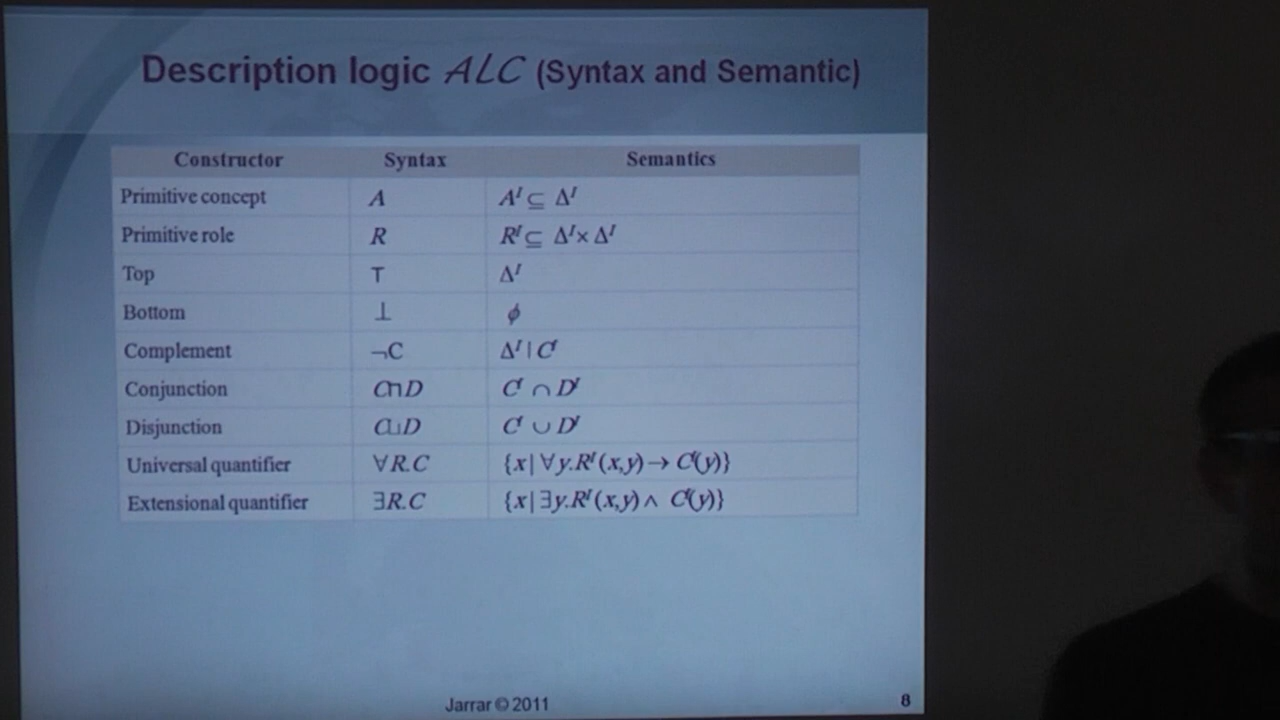 Description logic ALC (Syntax and Semantic)
Constructor Syntax Semantics
Primitive concept A Aᴵ ⊆ Δᴵ
Primitive role R Rᴵ ⊆ Δᴵ × Δᴵ
Top ⊤ Δᴵ
Bottom ⊥ ϕ
Complement ¬C Δᴵ | Cᴵ
Conjunction C⊓D Cᴵ ∩ Dᴵ
Disjunction C⊔D Cᴵ ∪ Dᴵ
Universal quantifier ∀R.C {x | ∀y.Rᴵ(x,y) → Cᴵ(y)}
Extensional quantifier ∃R.C {x | ∃y.Rᴵ(x,y) ∧ Cᴵ(y)}
Jarrar © 2011 8